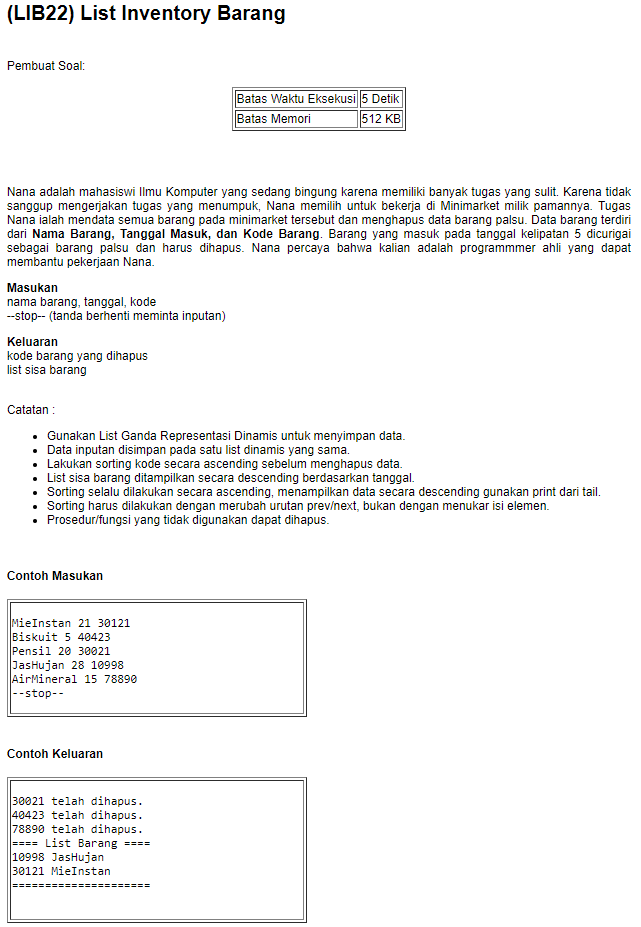 (LIB22) List Inventory Barang
Pembuat Soal:
Batas Waktu Eksekusi 5 Detik
Batas Memori 512 KB
Nana adalah mahasiswi Ilmu Komputer yang sedang bingung karena memiliki banyak tugas yang sulit. Karena tidak
sanggup mengerjakan tugas yang menumpuk, Nana memilih untuk bekerja di Minimarket milik pamannya. Tugas
Nana ialah mendata semua barang pada minimarket tersebut dan menghapus data barang palsu. Data barang terdiri
dari Nama Barang, Tanggal Masuk, dan Kode Barang. Barang yang masuk pada tanggal kelipatan 5 dicurigai
sebagai barang palsu dan harus dihapus. Nana percaya bahwa kalian adalah programmmer ahli yang dapat
membantu pekerjaan Nana.
Masukan
nama barang, tanggal, kode
--stop-- (tanda berhenti meminta inputan)
Keluaran
kode barang yang dihapus
list sisa barang
Catatan :
• Gunakan List Ganda Representasi Dinamis untuk menyimpan data.
• Data inputan disimpan pada satu list dinamis yang sama.
• Lakukan sorting kode secara ascending sebelum menghapus data.
• List sisa barang ditampilkan secara descending berdasarkan tanggal.
• Sorting selalu dilakukan secara ascending, menampilkan data secara descending gunakan print dari tail.
• Sorting harus dilakukan dengan merubah urutan prev/next, bukan dengan menukar isi elemen.
• Prosedur/fungsi yang tidak digunakan dapat dihapus.
Contoh Masukan
MieInstan 21 30121
Biskuit 5 40423
Pensil 20 30021
JasHujan 28 10998
AirMineral 15 78890
--stop--
Contoh Keluaran
30021 telah dihapus.
40423 telah dihapus.
78890 telah dihapus.
==== List Barang ====
10998 JasHujan
30121 MieInstan
=====================